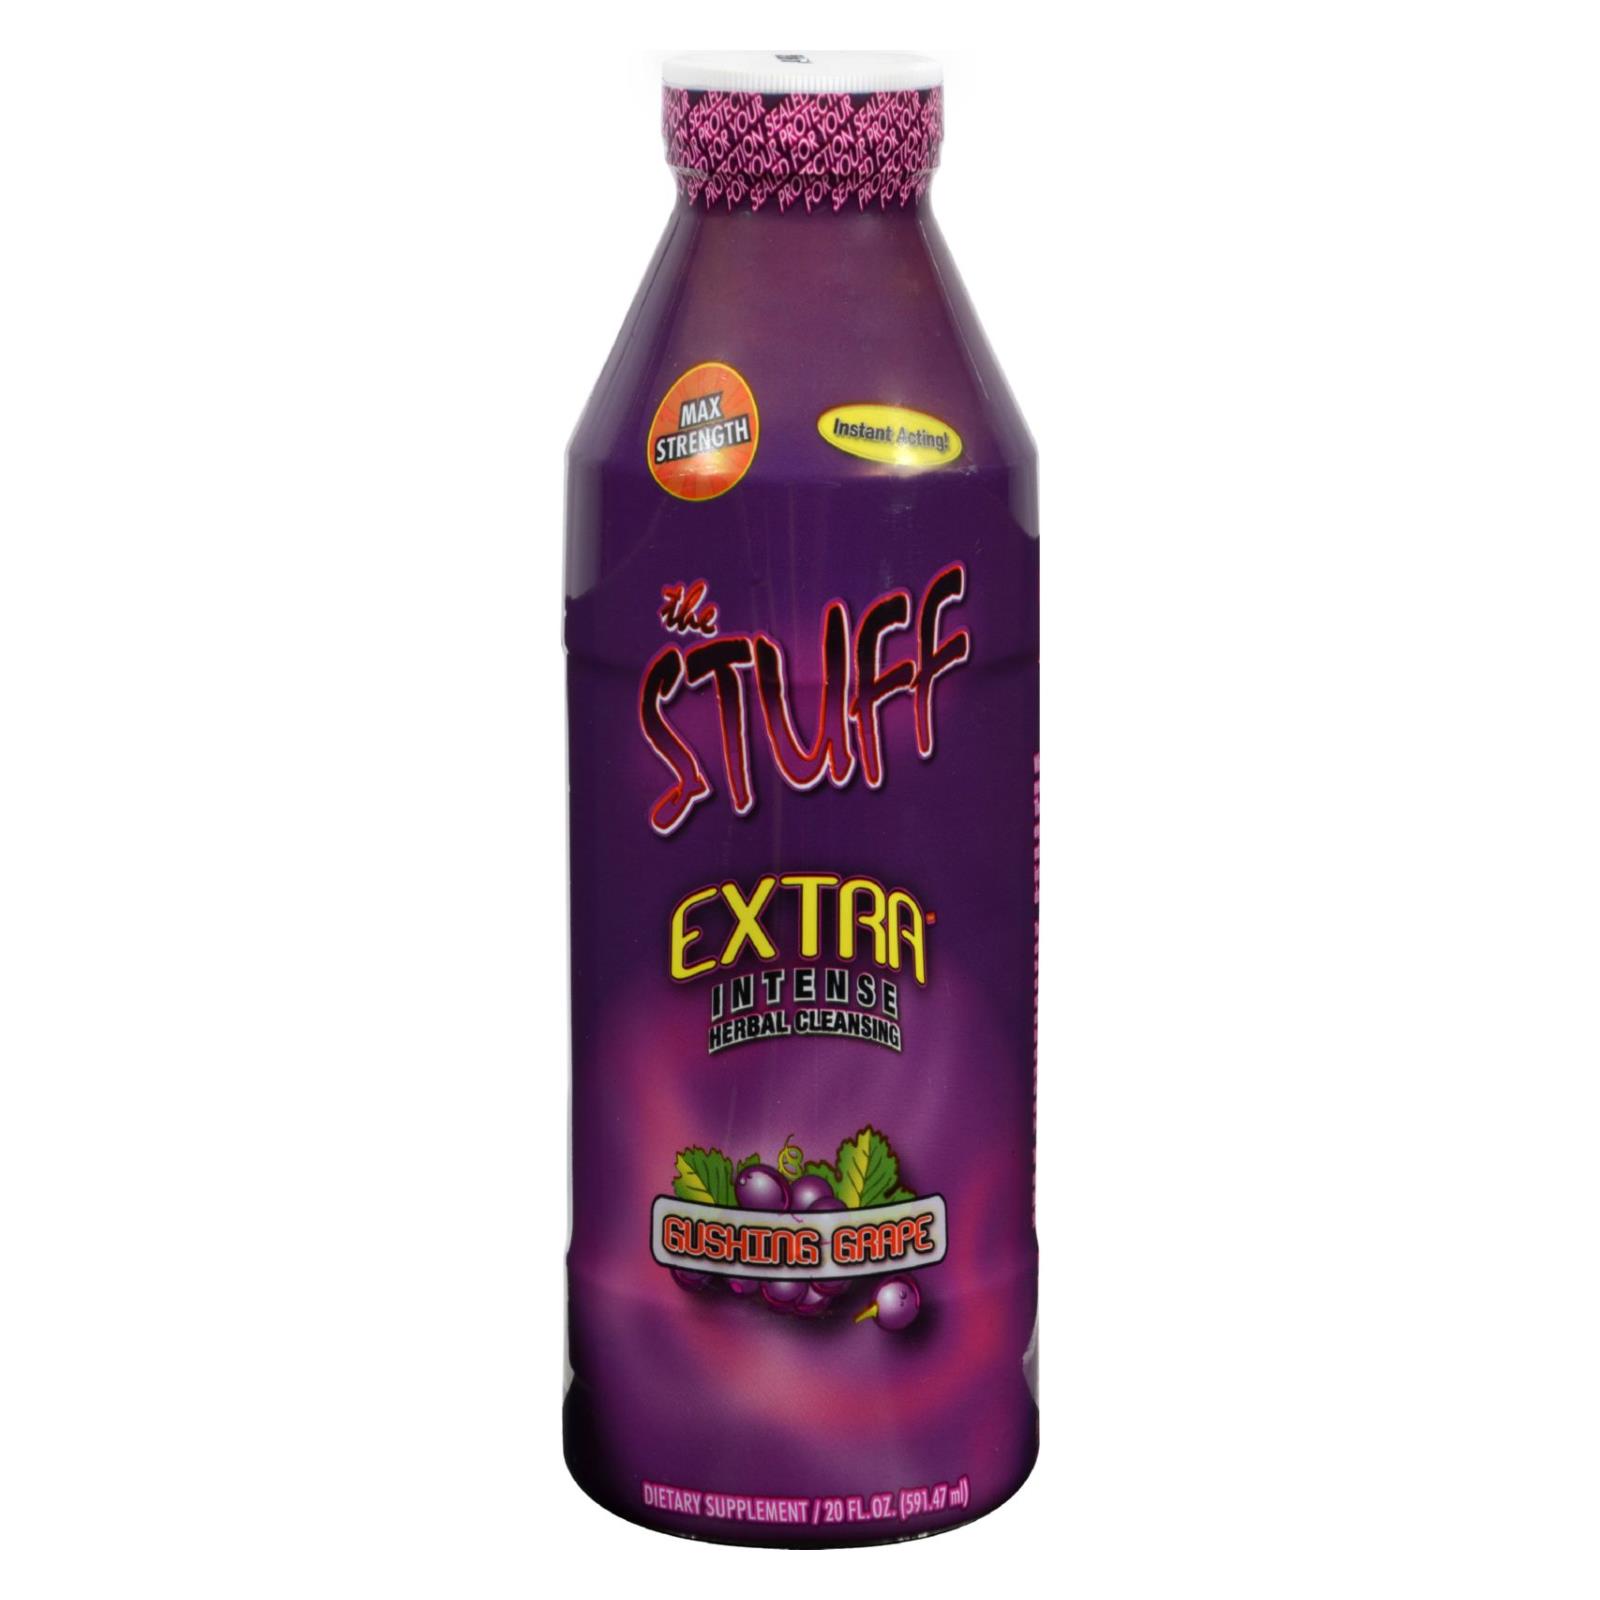 SEALED
FOR YOUR
PROTECTION
MAX
STRENGTH
Instant Acting!
the
STUFF
EXTRA
INTENSE
HERBAL CLEANSING
GUSHING GRAPE
DIETARY SUPPLEMENT / 20 FL.OZ. (591.47 ml)